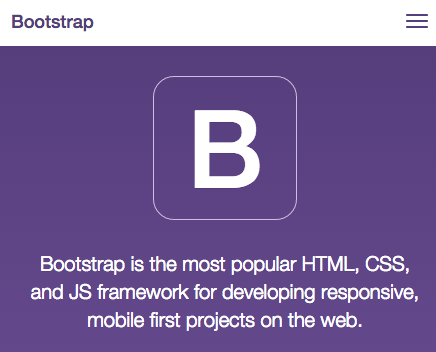 Bootstrap
B
Bootstrap is the most popular HTML, CSS,
and JS framework for developing responsive,
mobile first projects on the web.